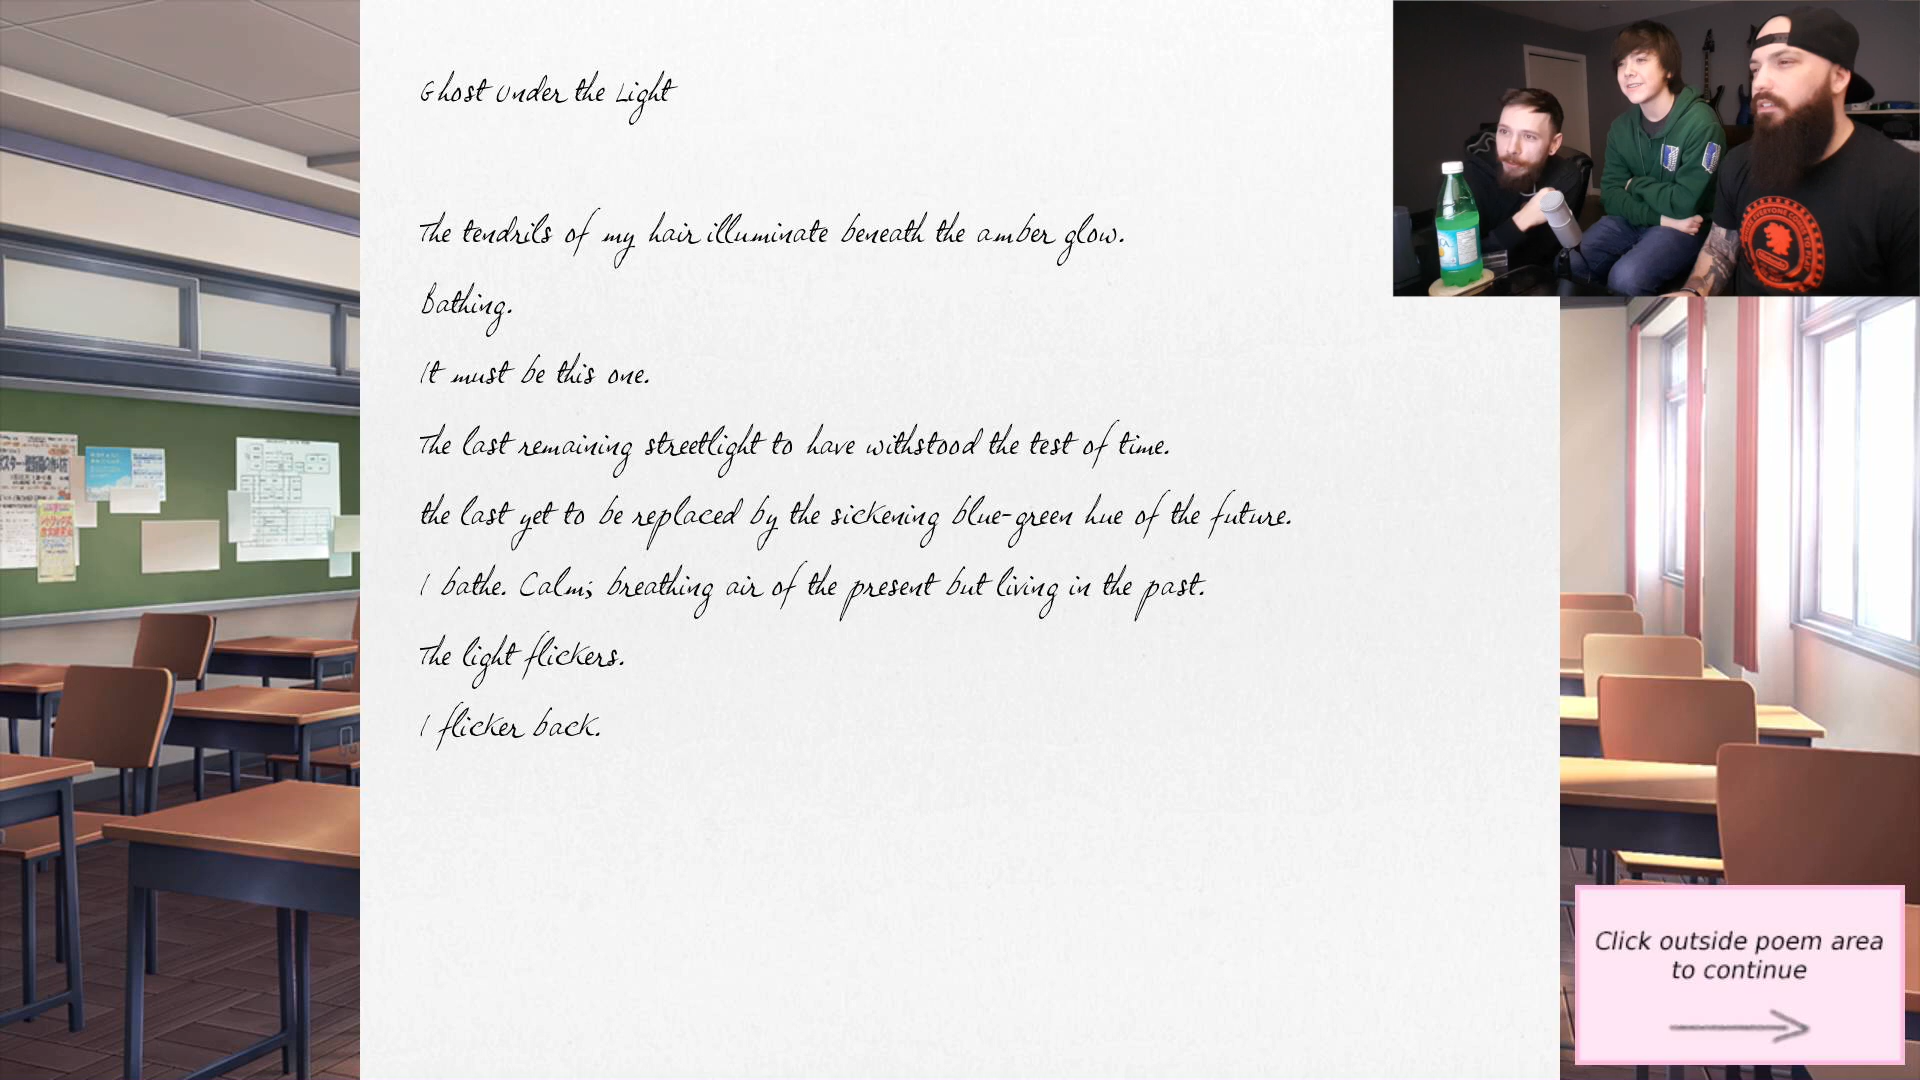 Ghost Under the Light
The tendrils of my hair illuminate beneath the amber glow.
Bathing.
It must be this one.
The last remaining streetlight to have withstood the test of time.
the last yet to be replaced by the sickening blue-green hue of the future.
I bathe. Calm; breathing air of the present but living in the past.
The light flickers.
I flicker back.
Click outside poem area
to continue